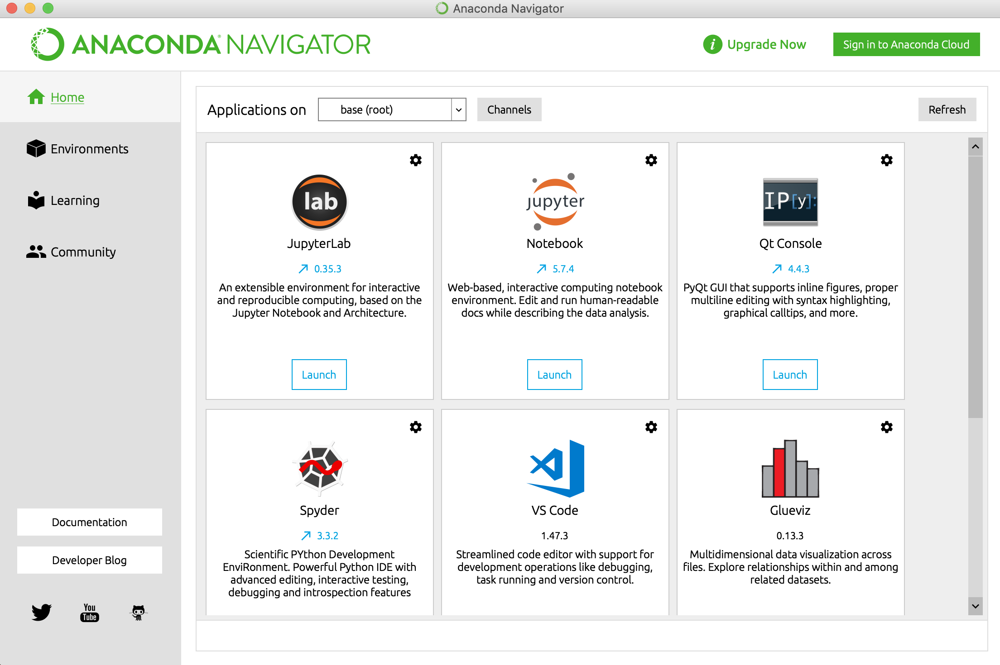 Anaconda Navigator
ANACONDA® NAVIGATOR
i Upgrade Now
Sign in to Anaconda Cloud
Home
Environments
Learning
Community
Documentation
Developer Blog
You
Tube
Applications on
base (root)
Channels
Refresh
lab
JupyterLab
0.35.3
An extensible environment for interactive
and reproducible computing, based on the
Jupyter Notebook and Architecture.
Launch
jupyter
Notebook
5.7.4
Web-based, interactive computing notebook
environment. Edit and run human-readable
docs while describing the data analysis.
Launch
IP[y]:
Qt Console
4.4.3
PyQt GUI that supports inline figures, proper
multiline editing with syntax highlighting,
graphical calltips, and more.
Launch
Spyder
3.3.2
Scientific PYthon Development
EnviRonment. Powerful Python IDE with
advanced editing, interactive testing,
debugging and introspection features
VS Code
1.47.3
Streamlined code editor with support for
development operations like debugging,
task running and version control.
Glueviz
0.13.3
Multidimensional data visualization across
files. Explore relationships within and among
related datasets.